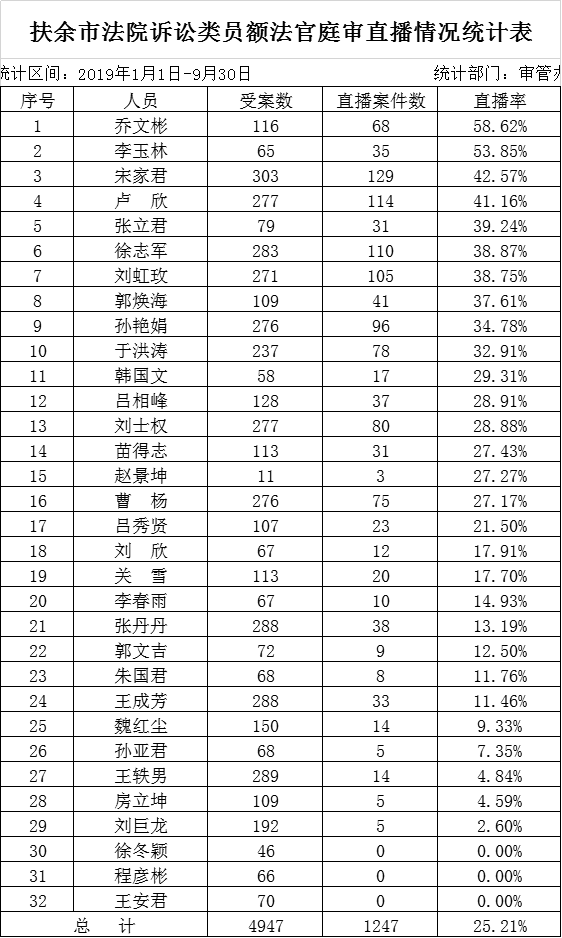 扶余市法院诉讼类员额法官庭审直播情况统计表
统计区间：2019年1月1日-9月30日 统计部门：审管办
序号 人员 受案数 直播案件数 直播率
1 乔文彬 116 68 58.62%
2 李玉林 65 35 53.85%
3 宋家君 303 129 42.57%
4 卢 欣 277 114 41.16%
5 张立君 79 31 39.24%
6 徐志军 283 110 38.87%
7 刘虹玫 271 105 38.75%
8 郭焕海 109 41 37.61%
9 孙艳娟 276 96 34.78%
10 于洪涛 237 78 32.91%
11 韩国文 58 17 29.31%
12 吕相峰 128 37 28.91%
13 刘士权 277 80 28.88%
14 苗得志 113 31 27.43%
15 赵景坤 11 3 27.27%
16 曹 杨 276 75 27.17%
17 吕秀贤 107 23 21.50%
18 刘 欣 67 12 17.91%
19 关 雪 113 20 17.70%
20 李春雨 67 10 14.93%
21 张丹丹 288 38 13.19%
22 郭文吉 72 9 12.50%
23 朱国君 68 8 11.76%
24 王成芳 288 33 11.46%
25 魏红尘 150 14 9.33%
26 孙亚君 68 5 7.35%
27 王轶男 289 14 4.84%
28 房立坤 109 5 4.59%
29 刘巨龙 192 5 2.60%
30 徐冬颖 46 0 0.00%
31 程彦彬 66 0 0.00%
32 王安君 70 0 0.00%
总 计 4947 1247 25.21%